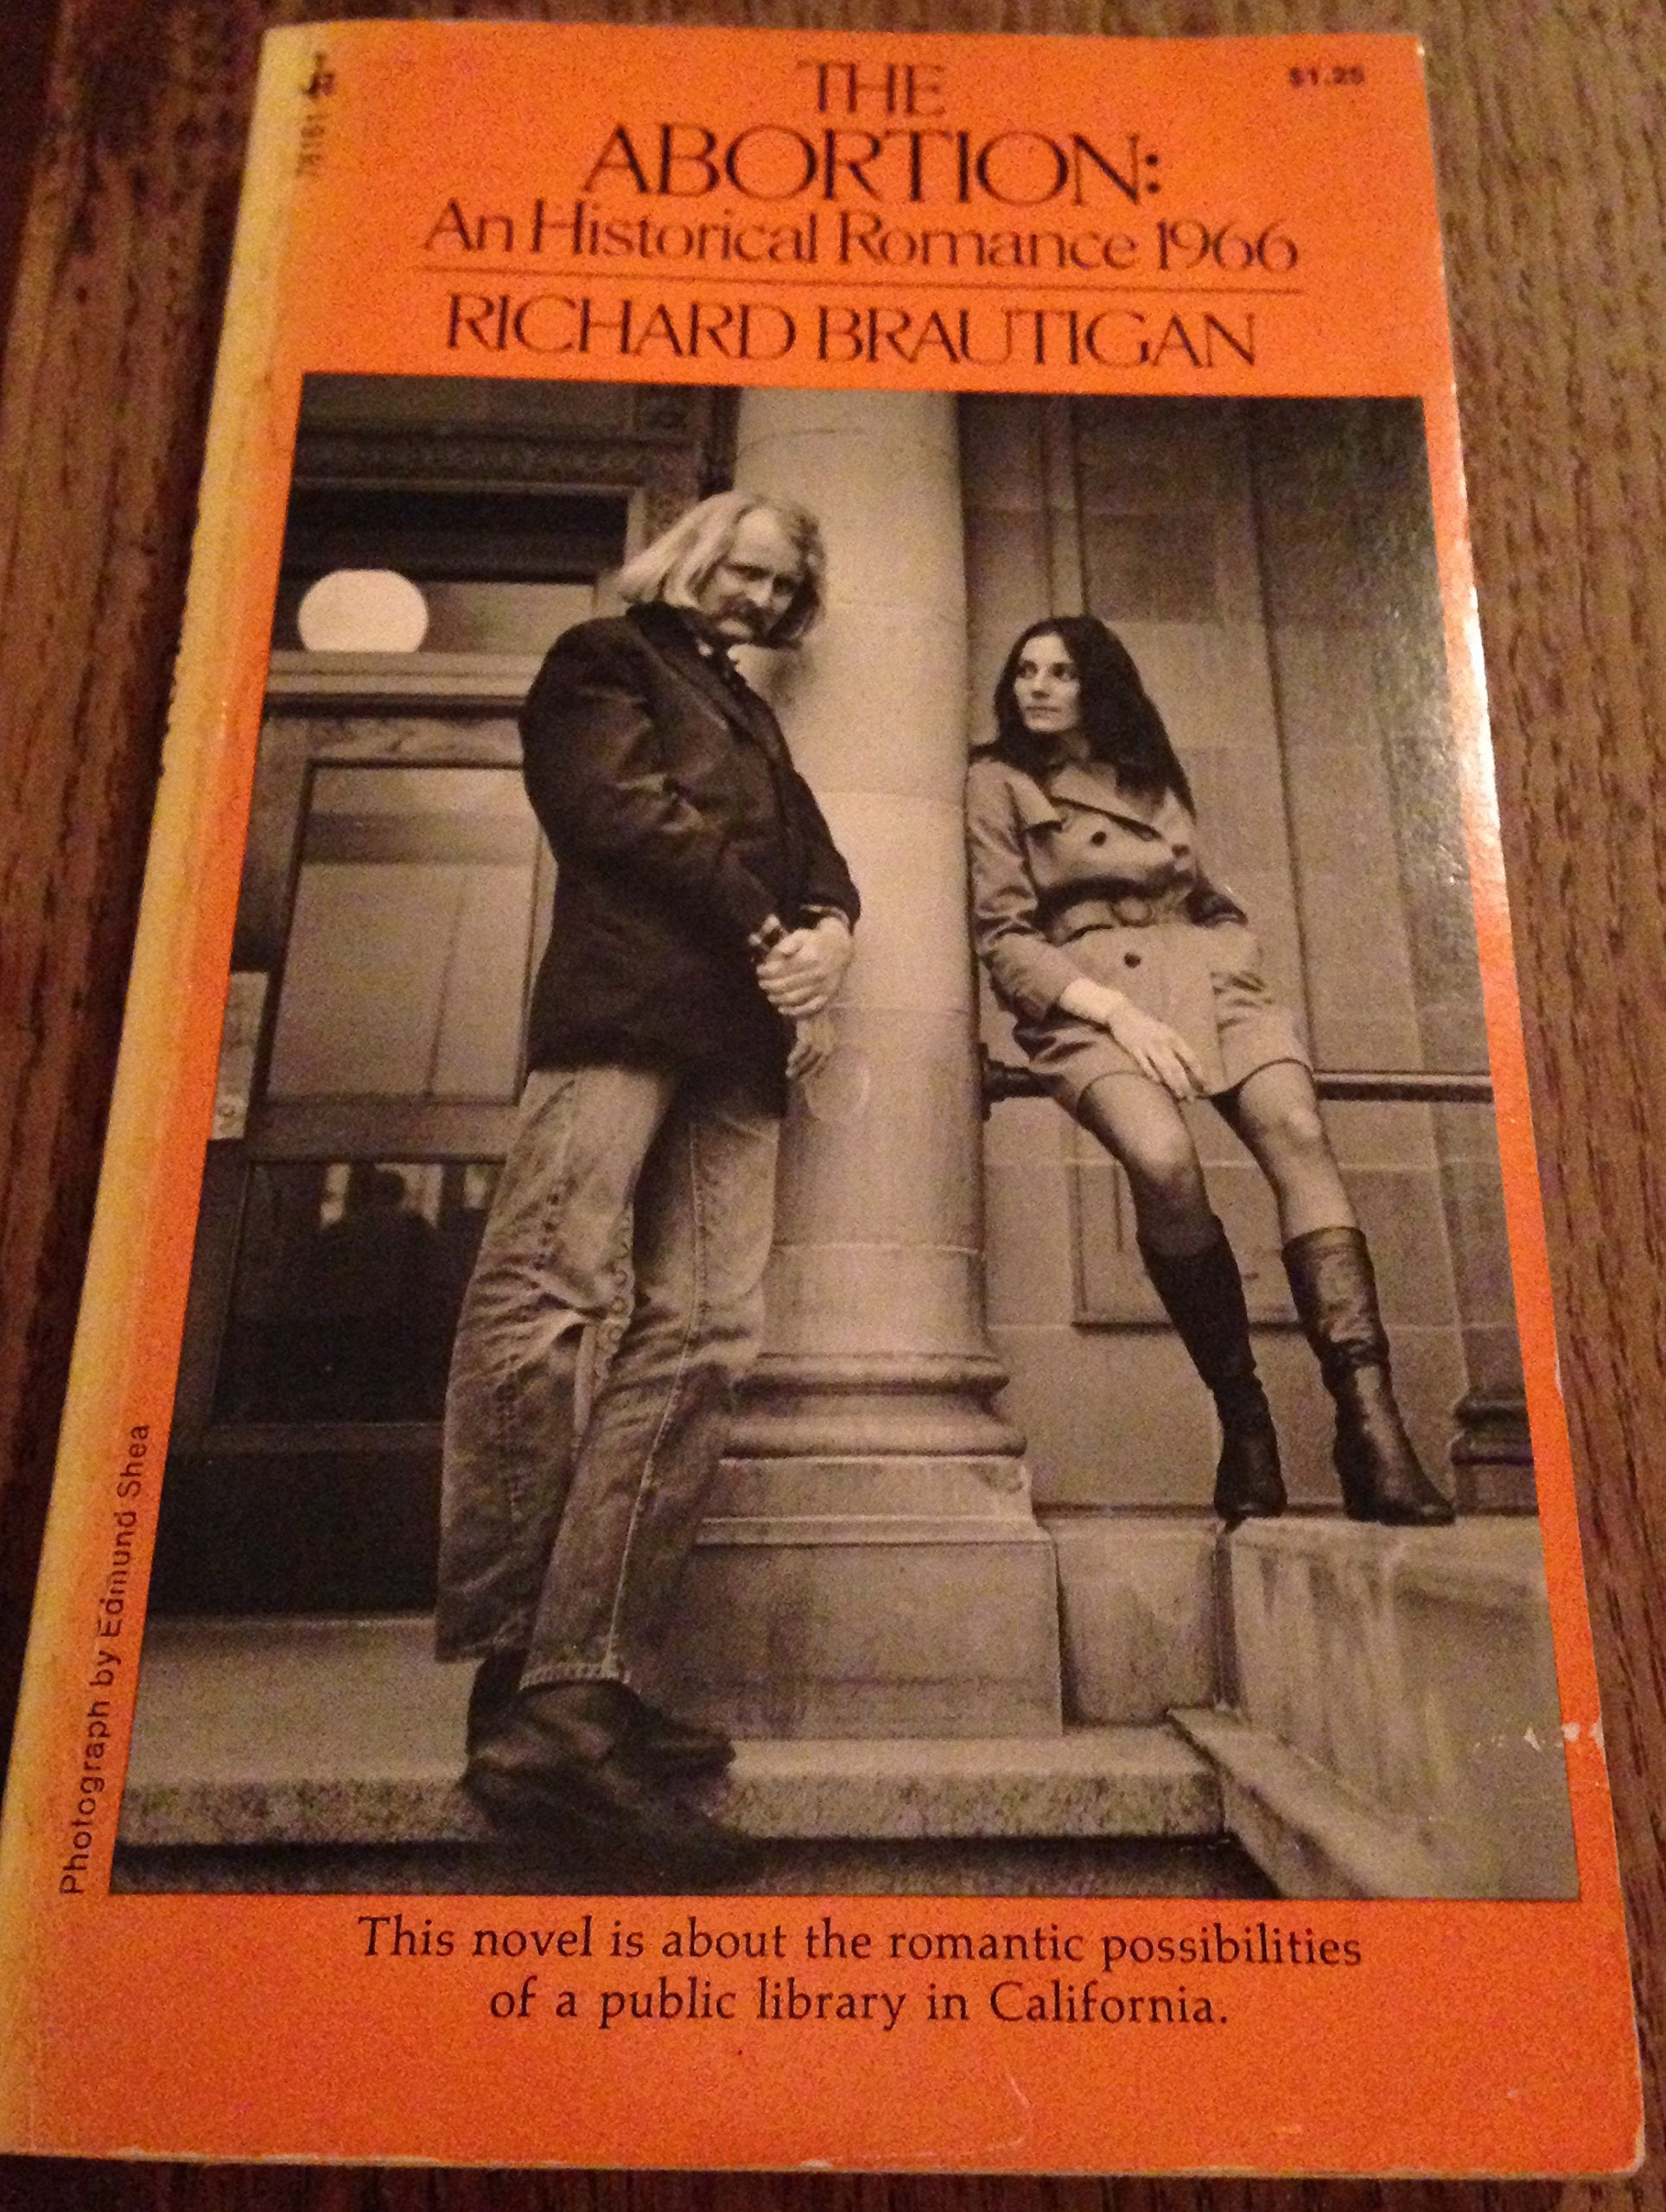 $1.25
THE
ABORTION:
An Historical Romance 1966
RICHARD BRAUTIGAN
Photograph by Edmund Shea
This novel is about the romantic possibilities
of a public library in California.